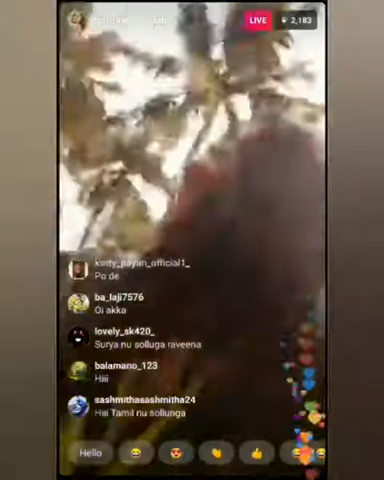 LIVE 2,183
kutty_payan_official1_
Po de
ba_laji7576
Oi akka
lovely_sk420_
Surya nu solluga raveena
balamano_123
Hiii
sashmithasashmitha24
Hiii Tamil nu sollunga
Hello